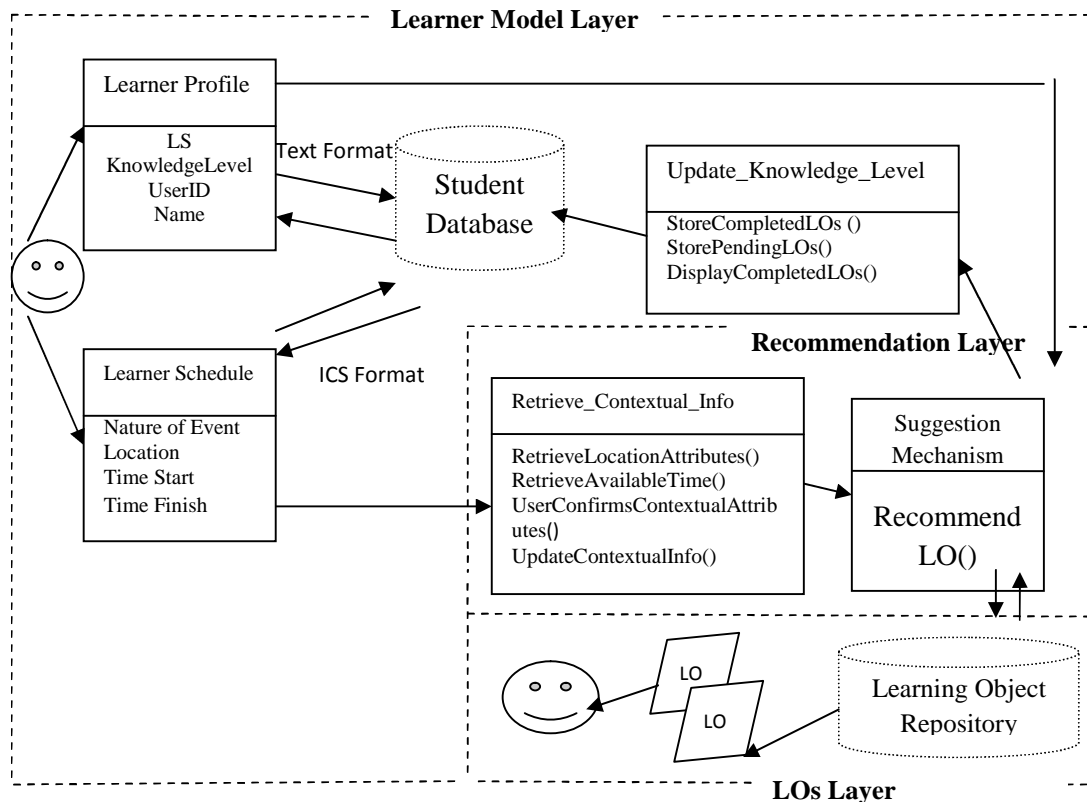 Learner Model Layer
Learner Profile
LS
KnowledgeLevel
UserID
Name
Text Format
Student
Database
Update_Knowledge_Level
StoreCompletedLOs ()
StorePendingLOs()
DisplayCompletedLOs()
Learner Schedule
Nature of Event
Location
Time Start
Time Finish
ICS Format
Recommendation Layer
Retrieve_Contextual_Info
RetrieveLocationAttributes()
RetrieveAvailableTime()
UserConfirmsContextualAttrib
utes()
UpdateContextualInfo()
Suggestion
Mechanism
Recommend
LO()
LO
LO
Learning Object
Repository
LOs Layer